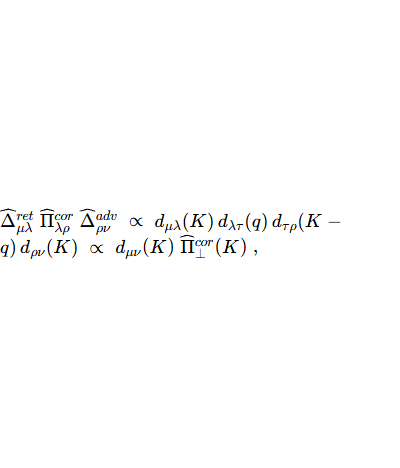 $\widehat{\Delta}^{ret}_{\mu\lambda}\ \widehat{\Pi}^{cor}_{\lambda\rho}\ \widehat{\Delta}^{adv}_{\rho\nu}\ \propto\ d_{\mu\lambda}(K)\, d_{\lambda\tau}(q)\, d_{\tau\rho}(K-$
$q)\, d_{\rho\nu}(K)\ \propto\ d_{\mu\nu}(K)\ \widehat{\Pi}^{cor}_{\perp}(K)\ ,$